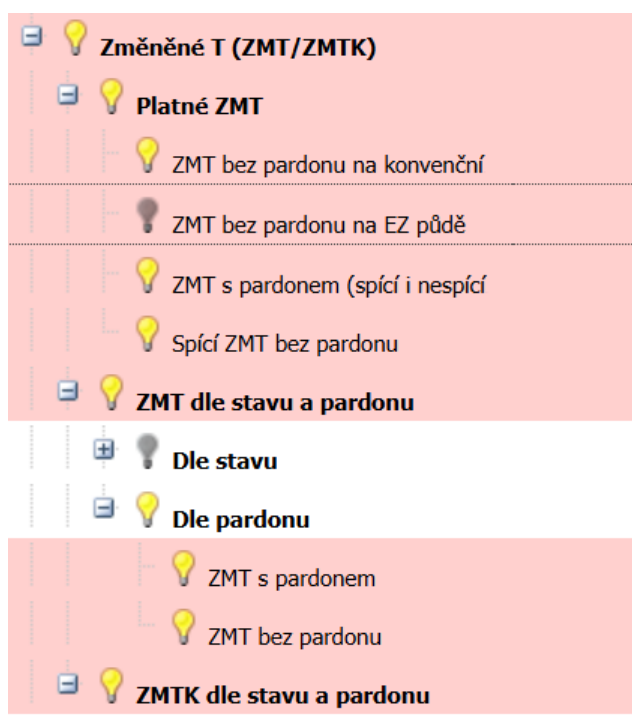 Změněné T (ZMT/ZMTK)
Platné ZMT
ZMT bez pardonu na konvenční
ZMT bez pardonu na EZ půdě
ZMT s pardonem (spící i nespící
Spící ZMT bez pardonu
ZMT dle stavu a pardonu
Dle stavu
Dle pardonu
ZMT s pardonem
ZMT bez pardonu
ZMTK dle stavu a pardonu